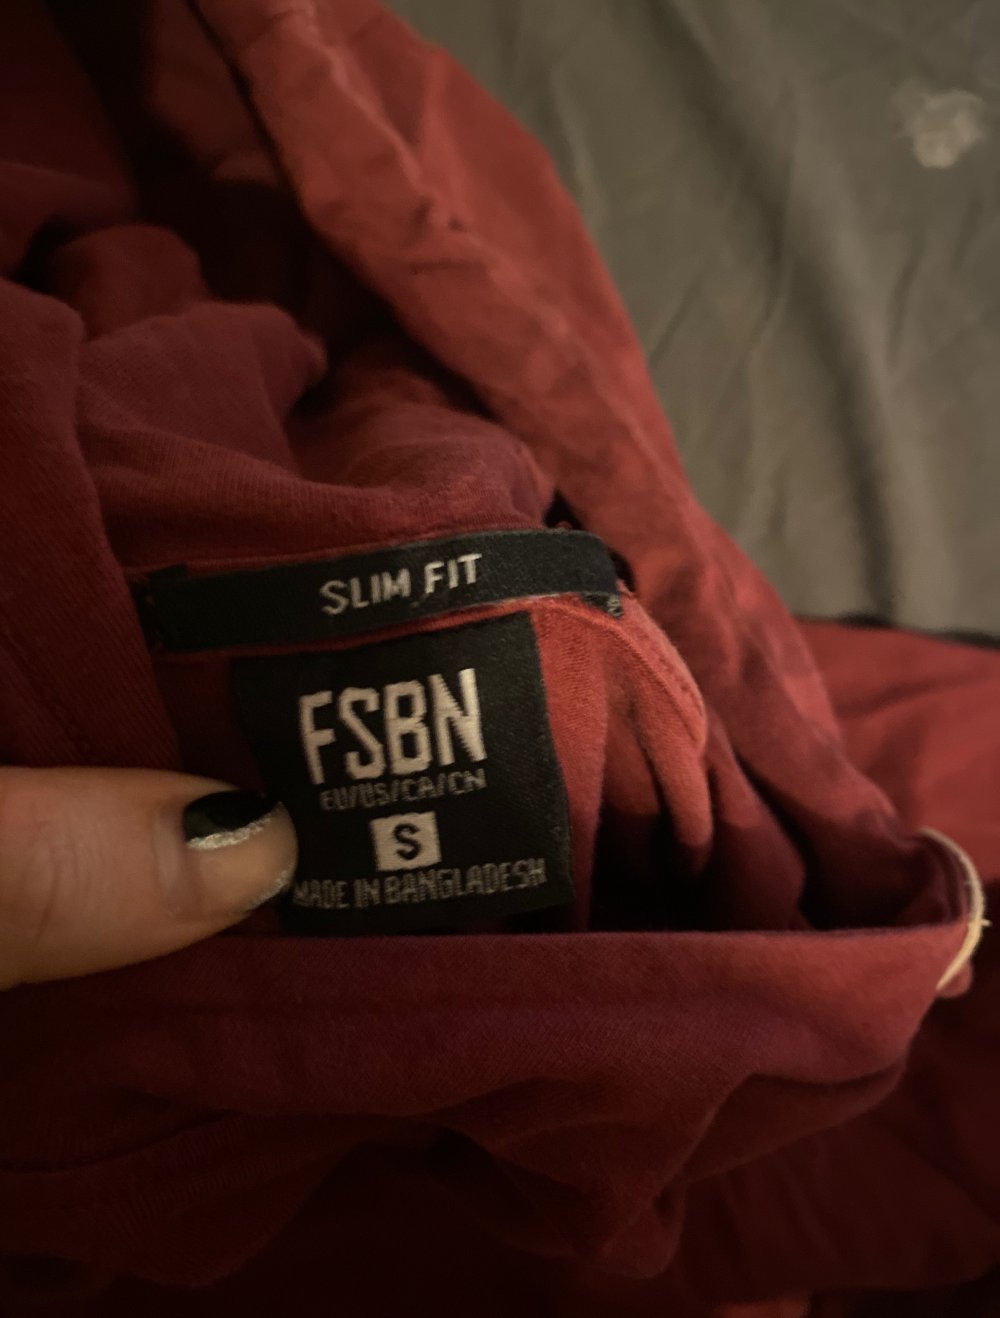 SLIM FIT
FSBN
EU/US/CA/CN
S
MADE IN BANGLADESH